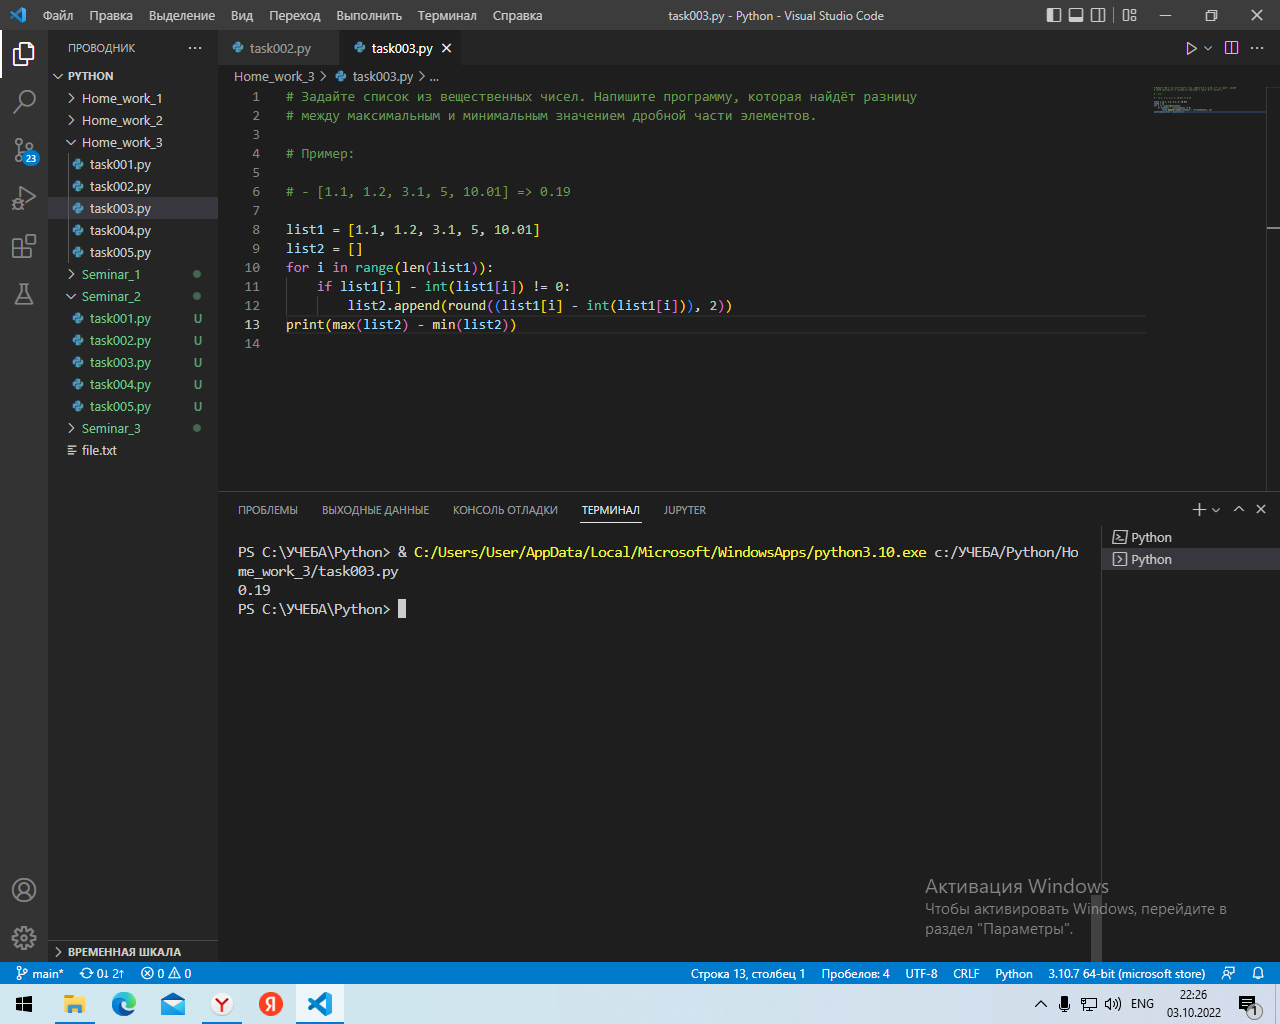 Файл Правка Выделение Вид Переход Выполнить Терминал Справка task003.py - Python - Visual Studio Code
ПРОВОДНИК
PYTHON
Home_work_1
Home_work_2
Home_work_3
task001.py
task002.py
task003.py
task004.py
task005.py
Seminar_1
Seminar_2
task001.py U
task002.py U
task003.py U
task004.py U
task005.py U
Seminar_3
file.txt
ВРЕМЕННАЯ ШКАЛА
23
task002.py task003.py
Home_work_3 > task003.py > ...
1 # Задайте список из вещественных чисел. Напишите программу, которая найдёт разницу
2 # между максимальным и минимальным значением дробной части элементов.
3
4 # Пример:
5
6 # - [1.1, 1.2, 3.1, 5, 10.01] => 0.19
7
8 list1 = [1.1, 1.2, 3.1, 5, 10.01]
9 list2 = []
10 for i in range(len(list1)):
11 if list1[i] - int(list1[i]) != 0:
12 list2.append(round((list1[i] - int(list1[i])), 2))
13 print(max(list2) - min(list2))
14
ПРОБЛЕМЫ ВЫХОДНЫЕ ДАННЫЕ КОНСОЛЬ ОТЛАДКИ ТЕРМИНАЛ JUPYTER
PS C:\УЧЕБА\Python> & C:/Users/User/AppData/Local/Microsoft/WindowsApps/python3.10.exe c:/УЧЕБА/Python/Ho
me_work_3/task003.py
0.19
PS C:\УЧЕБА\Python>
Python
Python
Активация Windows
Чтобы активировать Windows, перейдите в
раздел "Параметры".
main* 0↓ 2↑ 0 0 Строка 13, столбец 1 Пробелов: 4 UTF-8 CRLF Python 3.10.7 64-bit (microsoft store)
Y Я ENG 22:26
03.10.2022 1